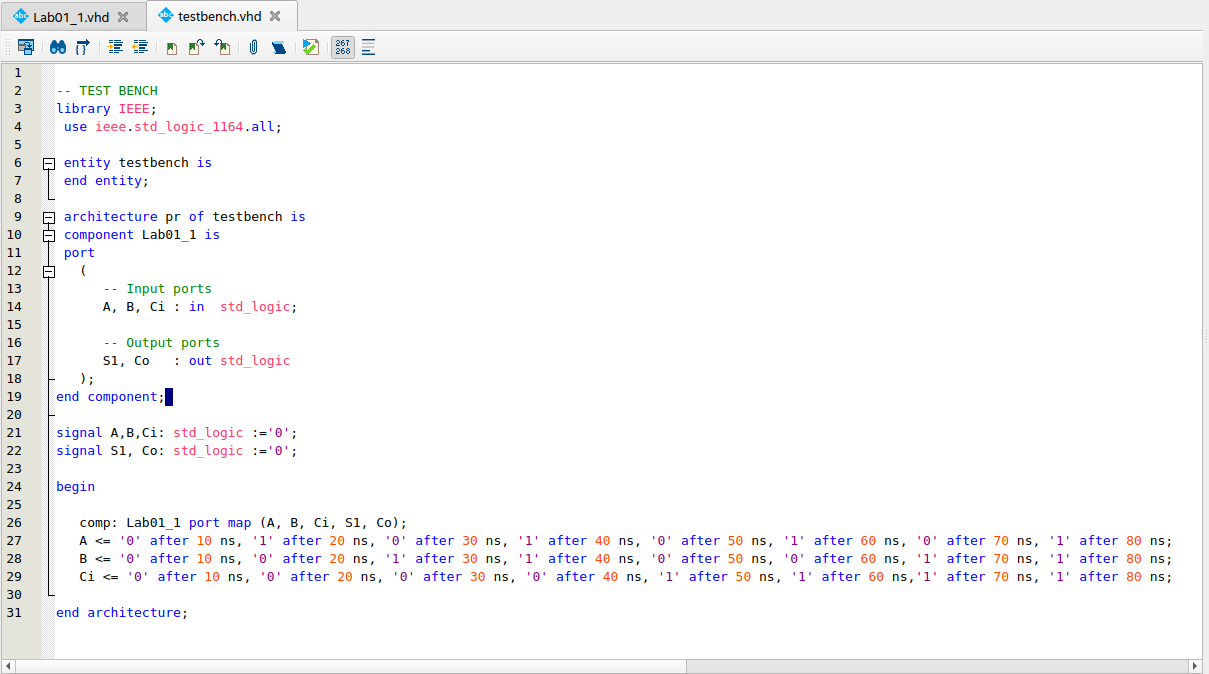 Lab01_1.vhd testbench.vhd
267
268
1
2 -- TEST BENCH
3 library IEEE;
4 use ieee.std_logic_1164.all;
5
6 entity testbench is
7 end entity;
8
9 architecture pr of testbench is
10 component Lab01_1 is
11 port
12 (
13 -- Input ports
14 A, B, Ci : in  std_logic;
15
16 -- Output ports
17 S1, Co   : out std_logic
18 );
19 end component;
20
21 signal A,B,Ci: std_logic :='0';
22 signal S1, Co: std_logic :='0';
23
24 begin
25
26 comp: Lab01_1 port map (A, B, Ci, S1, Co);
27 A <= '0' after 10 ns, '1' after 20 ns, '0' after 30 ns, '1' after 40 ns, '0' after 50 ns, '1' after 60 ns, '0' after 70 ns, '1' after 80 ns;
28 B <= '0' after 10 ns, '0' after 20 ns, '1' after 30 ns, '1' after 40 ns, '0' after 50 ns, '0' after 60 ns, '1' after 70 ns, '1' after 80 ns;
29 Ci <= '0' after 10 ns, '0' after 20 ns, '0' after 30 ns, '0' after 40 ns, '1' after 50 ns, '1' after 60 ns,'1' after 70 ns, '1' after 80 ns;
30
31 end architecture;